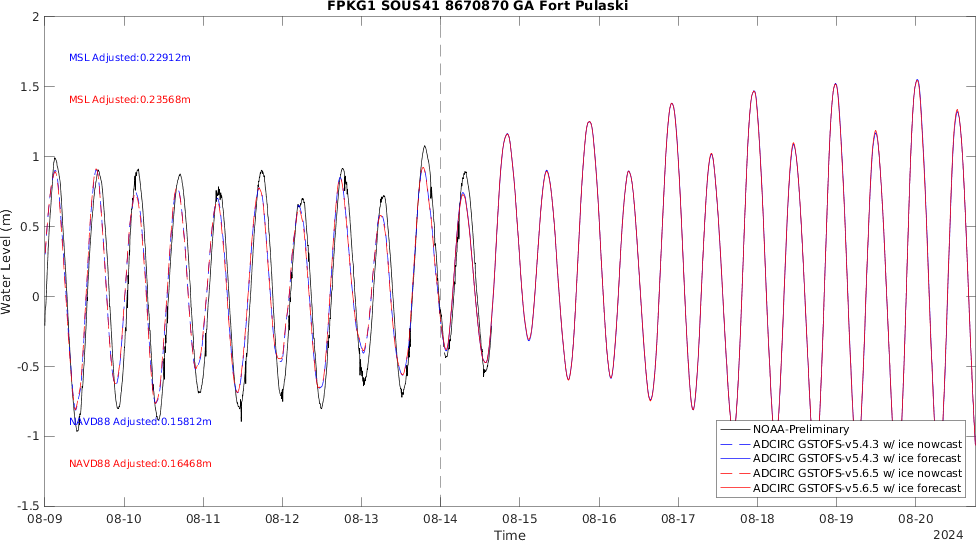 FPKG1 SOUS41 8670870 GA Fort Pulaski
MSL Adjusted:0.22912m
MSL Adjusted:0.23568m
NAVD88 Adjusted:0.15812m
NAVD88 Adjusted:0.16468m
Water Level (m)
2
1.5
1
0.5
0
-0.5
-1
-1.5
NOAA-Preliminary
ADCIRC GSTOFS-v5.4.3 w/ ice nowcast
ADCIRC GSTOFS-v5.4.3 w/ ice forecast
ADCIRC GSTOFS-v5.6.5 w/ ice nowcast
ADCIRC GSTOFS-v5.6.5 w/ ice forecast
08-09 08-10 08-11 08-12 08-13 08-14 08-15 08-16 08-17 08-18 08-19 08-20
Time
2024